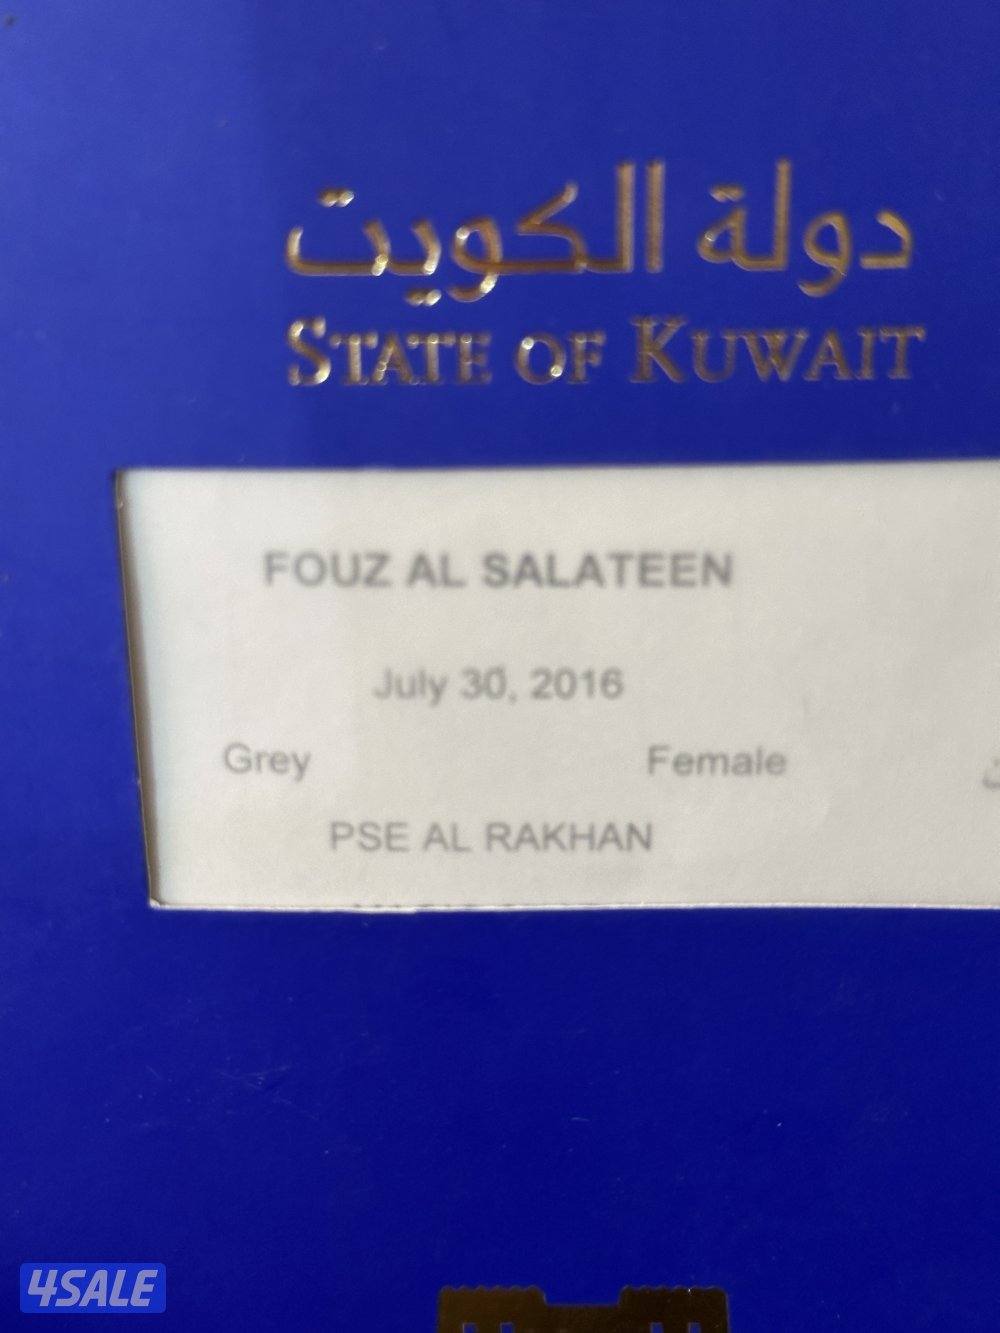 دولة الكويت
STATE OF KUWAIT
FOUZ AL SALATEEN
July 30, 2016
Grey Female
PSE AL RAKHAN
4SALE